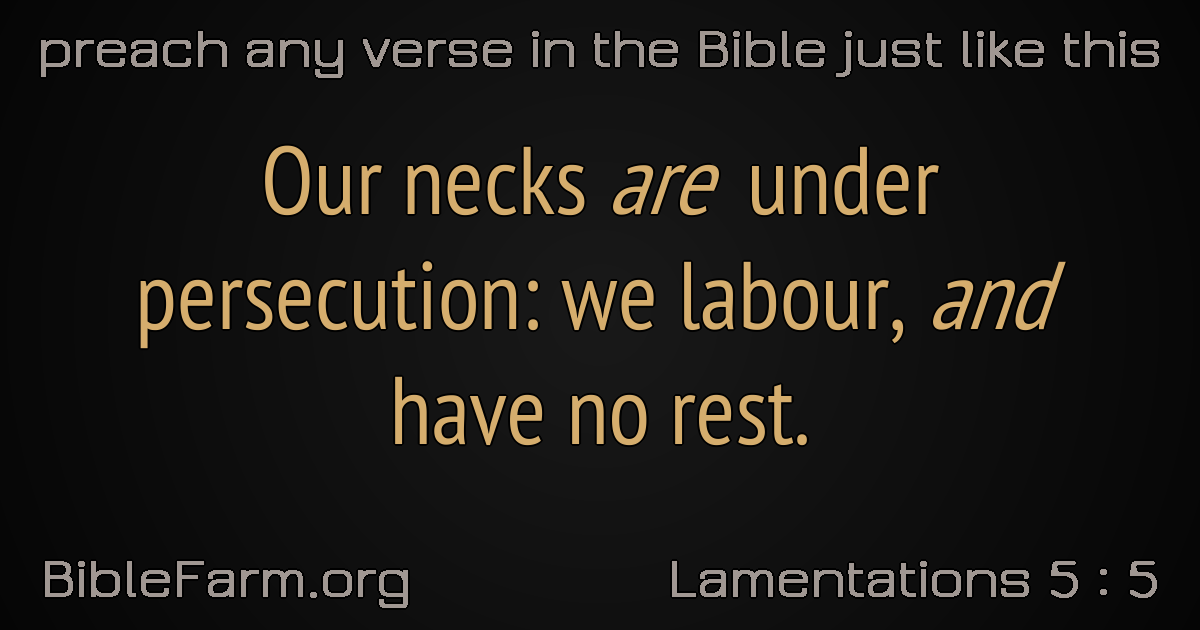 preach any verse in the Bible just like this
Our necks are under
persecution: we labour, and
have no rest.
BibleFarm.org
Lamentations 5 : 5